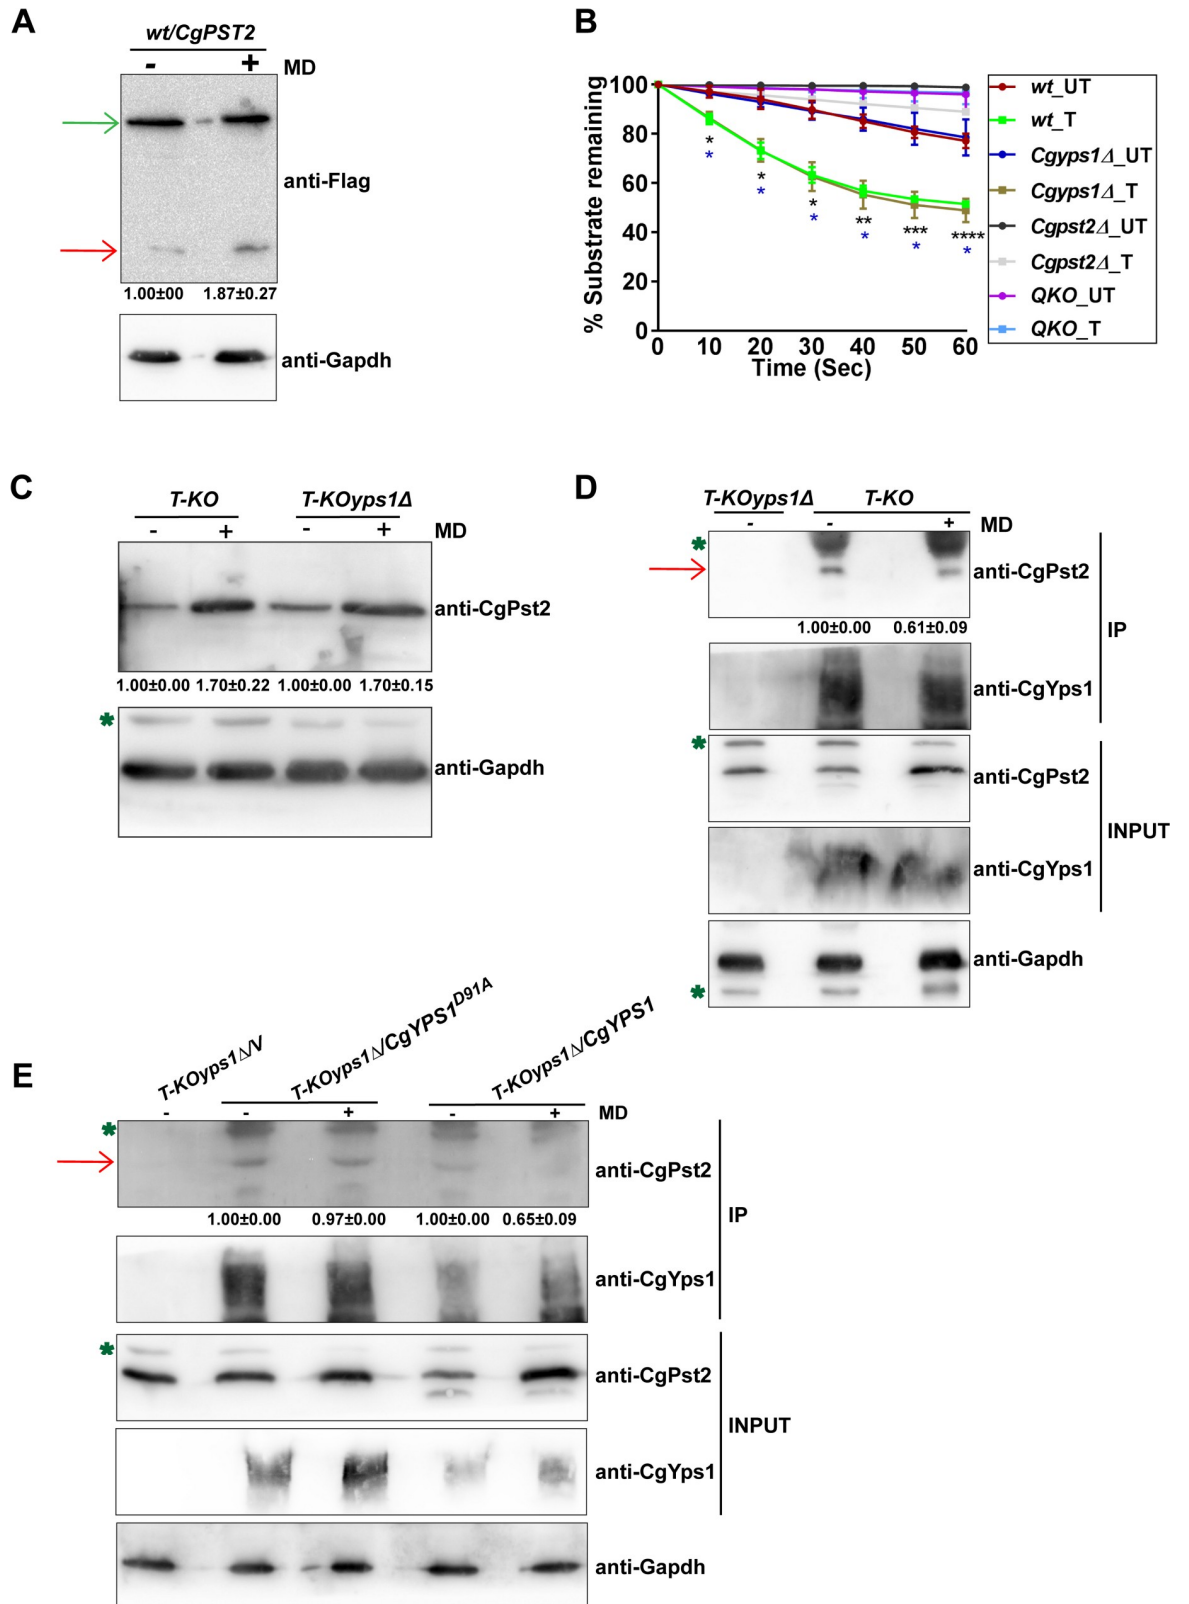 A
wt/CgPST2
- + MD
anti-Flag
1.00±00 1.87±0.27
anti-Gapdh
B
% Substrate remaining
100
80
60
40
20
0
0 10 20 30 40 50 60
Time (Sec)
* * * ** *** ****
* * * * * *
wt_UT
wt_T
Cgyps1Δ_UT
Cgyps1Δ_T
Cgpst2Δ_UT
Cgpst2Δ_T
QKO_UT
QKO_T
C
T-KO T-KOyps1Δ
- + - + MD
anti-CgPst2
1.00±0.00 1.70±0.22 1.00±0.00 1.70±0.15
*
anti-Gapdh
D
T-KOyps1Δ T-KO
- - + MD
*
anti-CgPst2
1.00±0.00 0.61±0.09
IP
anti-CgYps1
*
anti-CgPst2
INPUT
anti-CgYps1
anti-Gapdh
*
E
T-KOyps1Δ/V T-KOyps1Δ/CgYPS1D91A T-KOyps1Δ/CgYPS1
- - + - + MD
*
anti-CgPst2
1.00±0.00 0.97±0.00 1.00±0.00 0.65±0.09
IP
anti-CgYps1
*
anti-CgPst2
INPUT
anti-CgYps1
anti-Gapdh